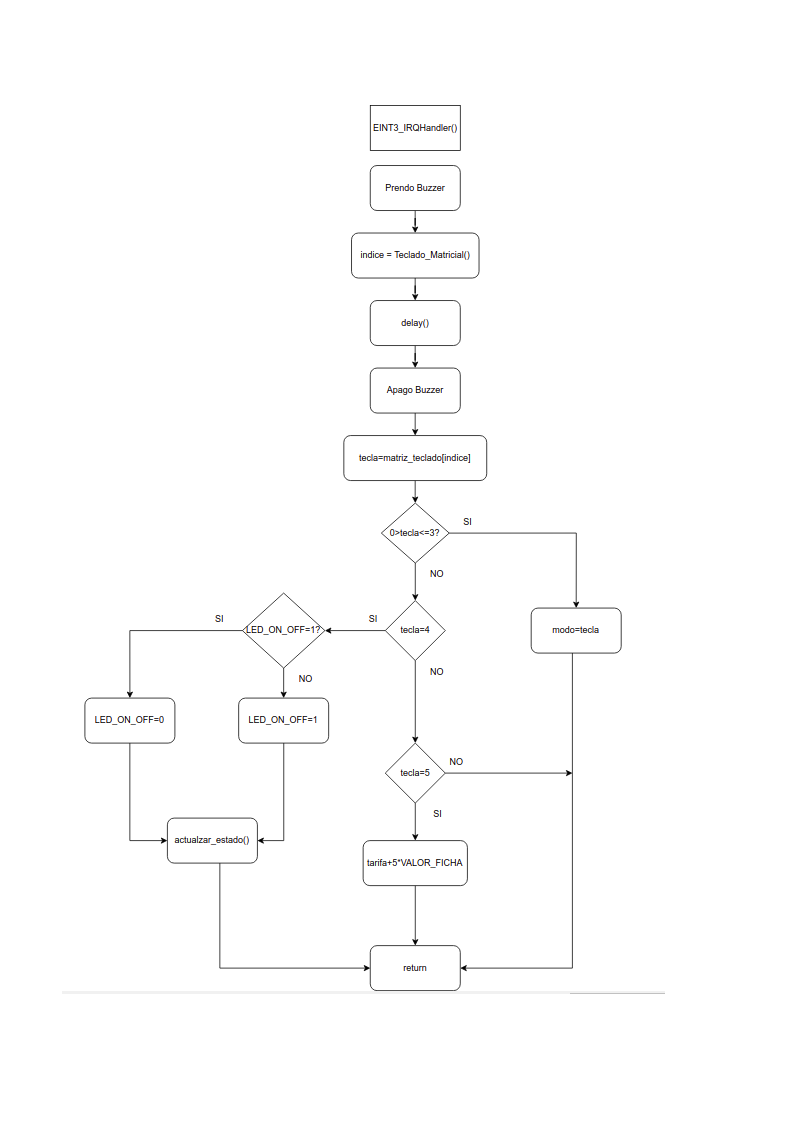 EINT3_IRQHandler()
Prendo Buzzer
indice = Teclado_Matricial()
delay()
Apago Buzzer
tecla=matriz_teclado[indice]
0>tecla<=3?
SI
NO
tecla=4
SI
LED_ON_OFF=1?
SI
modo=tecla
NO
NO
LED_ON_OFF=0
LED_ON_OFF=1
tecla=5
NO
SI
actualzar_estado()
tarifa+5*VALOR_FICHA
return